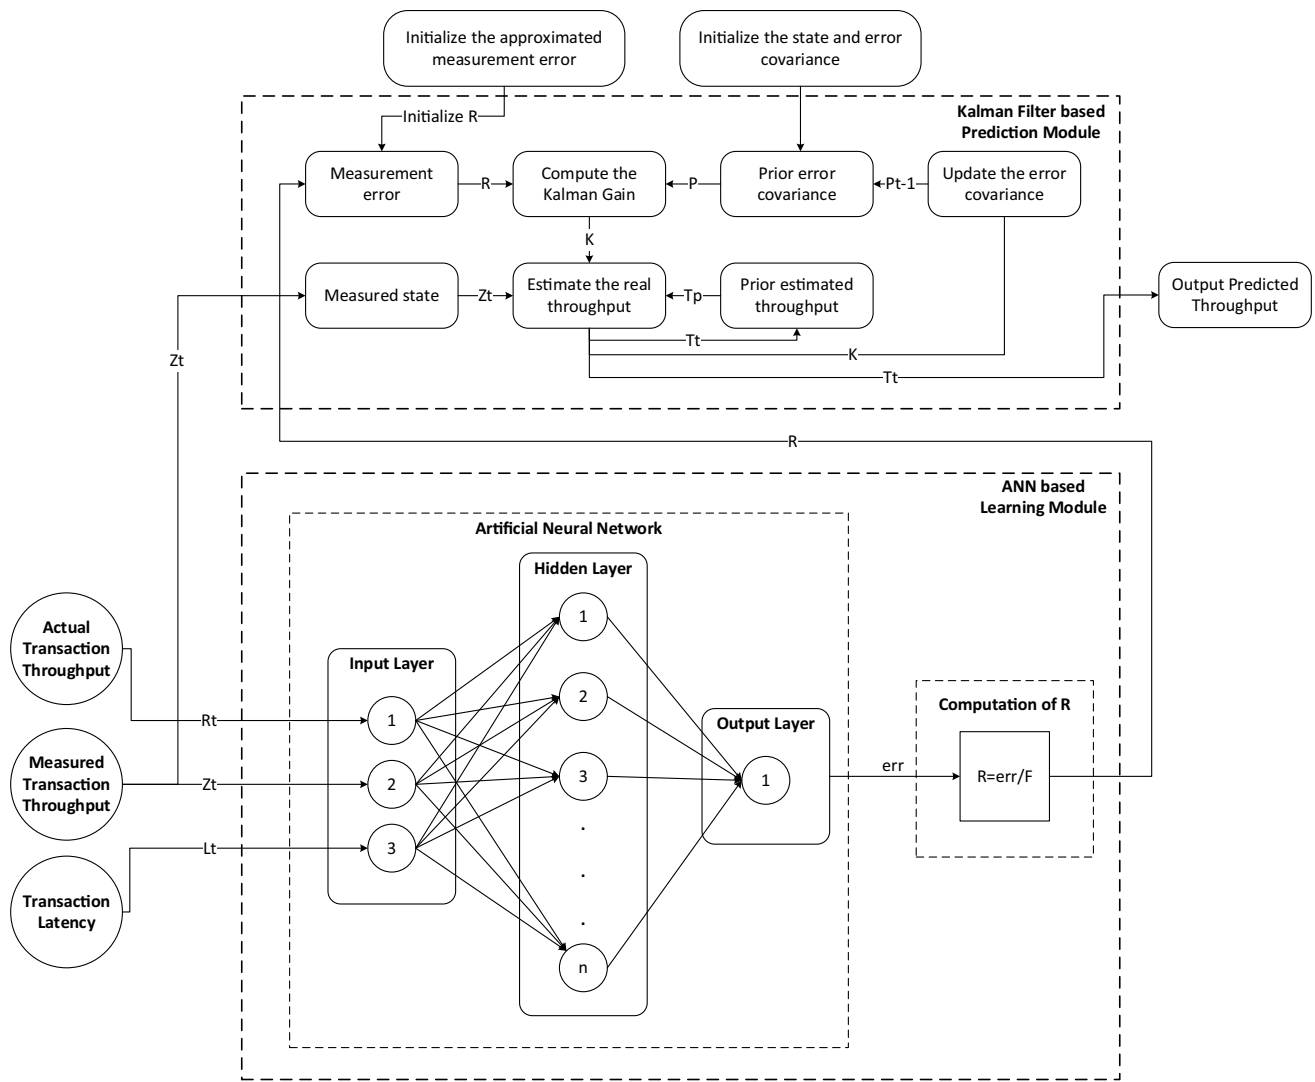 Initialize the approximated
measurement error
Initialize the state and error
covariance
Kalman Filter based
Prediction Module
Initialize R
Measurement
error
R
Compute the
Kalman Gain
P
Prior error
covariance
Pt-1
Update the error
covariance
K
Measured state
Zt
Estimate the real
throughput
Tp
Prior estimated
throughput
Output Predicted
Throughput
Tt
K
Tt
Zt
R
ANN based
Learning Module
Artificial Neural Network
Hidden Layer
1
2
3
.
.
.
n
Input Layer
1
2
3
Actual
Transaction
Throughput
Rt
Measured
Transaction
Throughput
Zt
Transaction
Latency
Lt
Output Layer
1
err
Computation of R
R=err/F